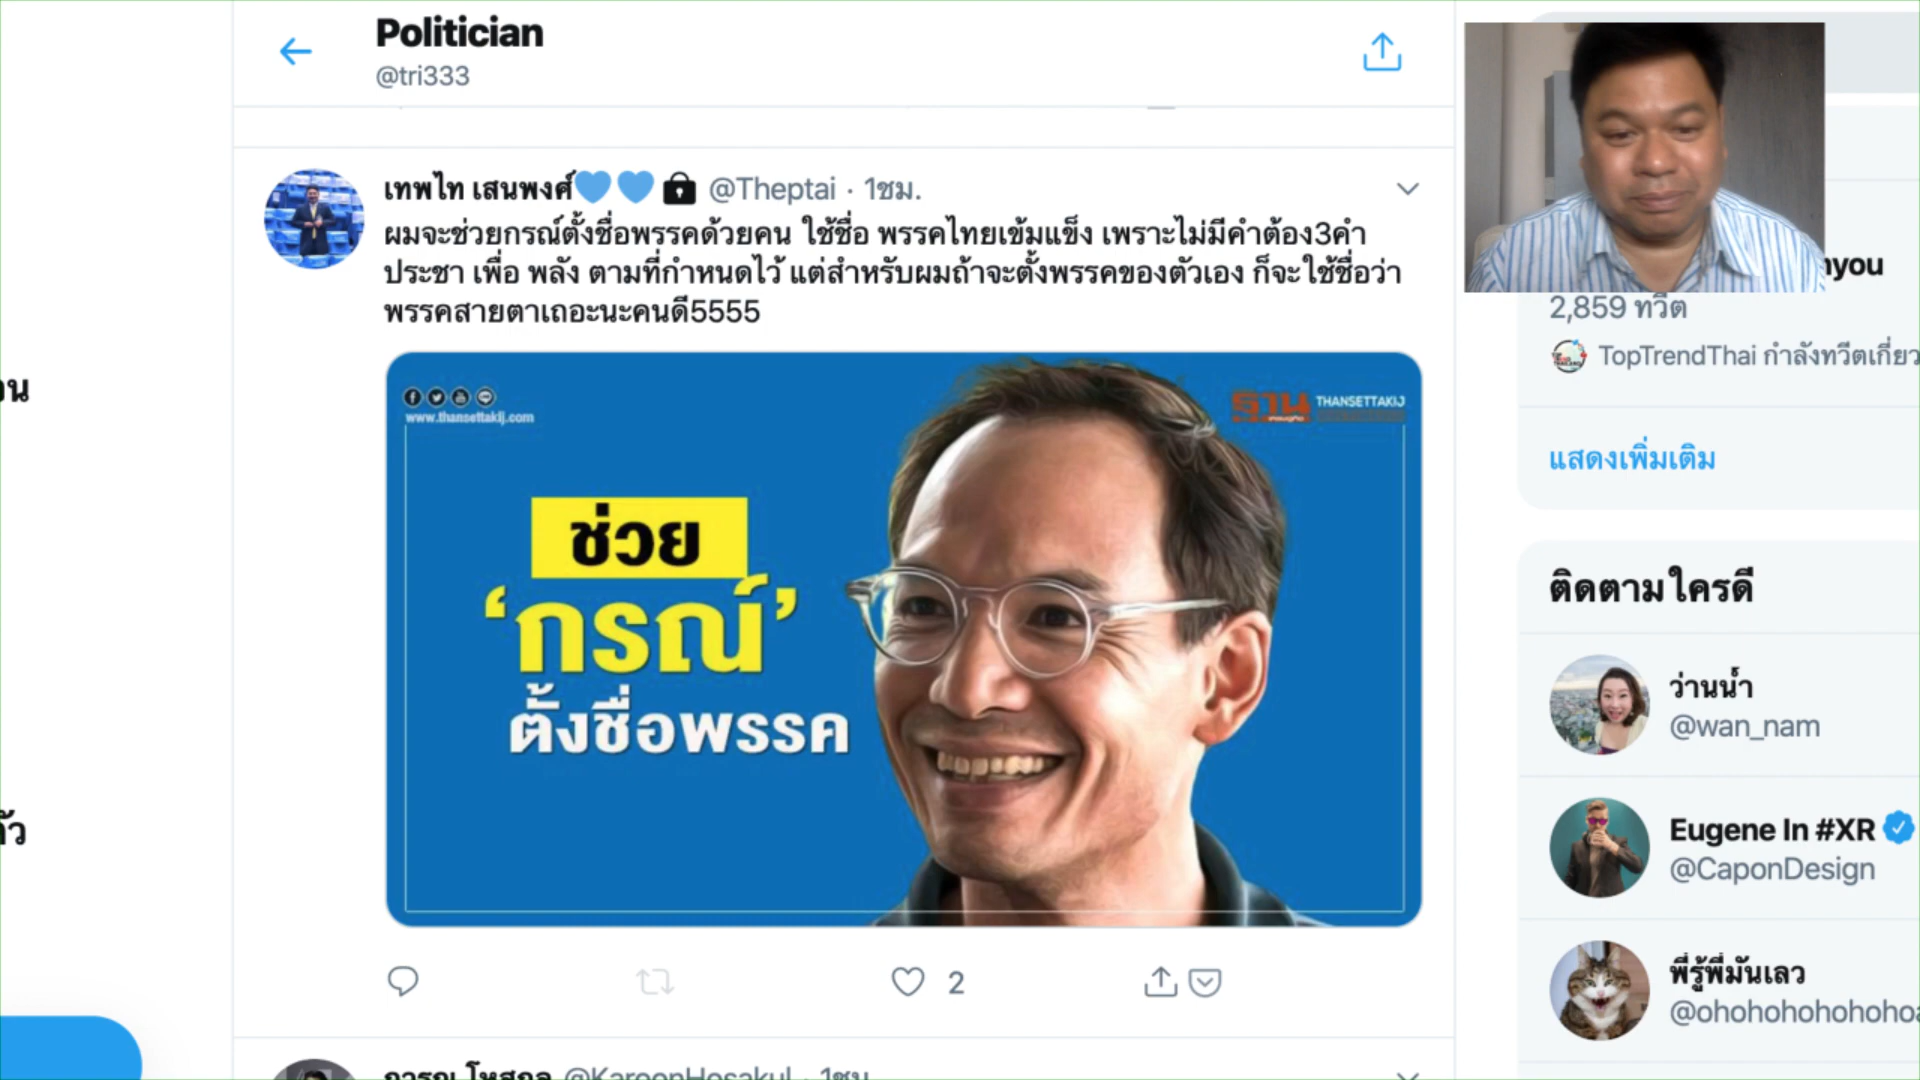 Politician
@tri333
เทพไท เสนพงศ์ @Theptai · 1ชม.
ผมจะช่วยกรณ์ตั้งชื่อพรรคด้วยคน ใช้ชื่อ พรรคไทยเข้มแข็ง เพราะไม่มีคำต้อง3คำ
ประชา เพื่อ พลัง ตามที่กำหนดไว้ แต่สำหรับผมถ้าจะตั้งพรรคของตัวเอง ก็จะใช้ชื่อว่า
พรรคสายตาเถอะนะคนดี5555
www.thansettakij.com
ฐาน
THANSETTAKIJ
ช่วย
‘กรณ์’
ตั้งชื่อพรรค
2
@KaroonHosakul · 1ชม.
2,859 ทวีต
TopTrendThai กำลังทวีตเกี่ยว
แสดงเพิ่มเติม
ติดตามใครดี
ว่านน้ำ
@wan_nam
Eugene In #XR
@CaponDesign
พี่รู้พี่มันเลว